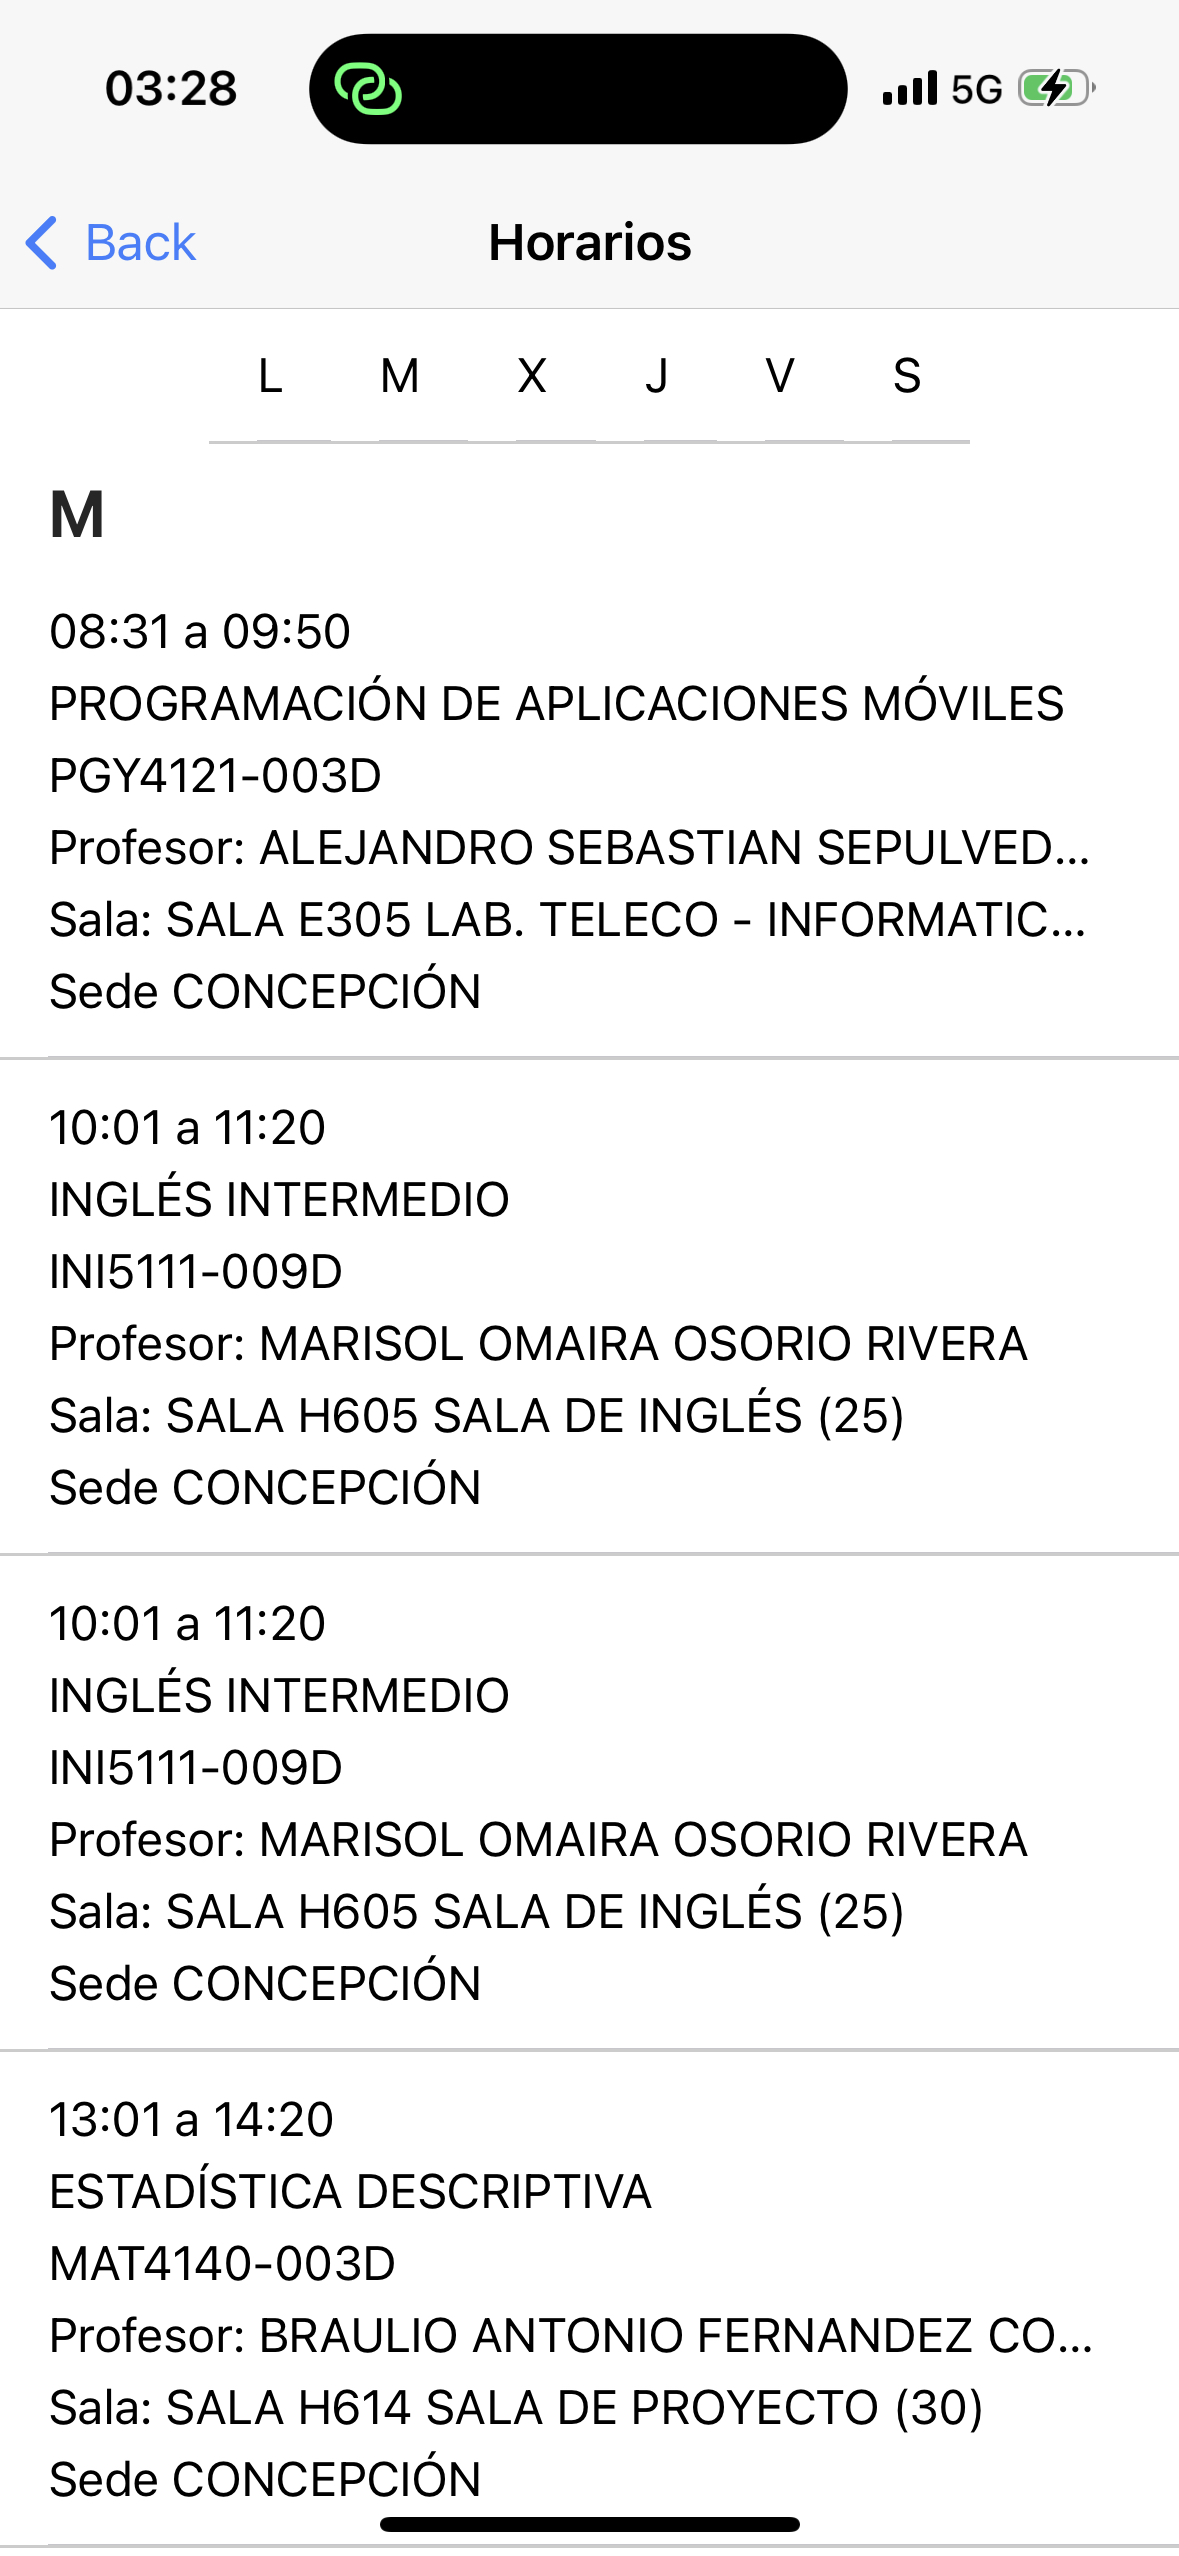 03:28
5G
Back
Horarios
L M X J V S
M
08:31 a 09:50
PROGRAMACIÓN DE APLICACIONES MÓVILES
PGY4121-003D
Profesor: ALEJANDRO SEBASTIAN SEPULVED...
Sala: SALA E305 LAB. TELECO - INFORMATIC...
Sede CONCEPCIÓN
10:01 a 11:20
INGLÉS INTERMEDIO
INI5111-009D
Profesor: MARISOL OMAIRA OSORIO RIVERA
Sala: SALA H605 SALA DE INGLÉS (25)
Sede CONCEPCIÓN
10:01 a 11:20
INGLÉS INTERMEDIO
INI5111-009D
Profesor: MARISOL OMAIRA OSORIO RIVERA
Sala: SALA H605 SALA DE INGLÉS (25)
Sede CONCEPCIÓN
13:01 a 14:20
ESTADÍSTICA DESCRIPTIVA
MAT4140-003D
Profesor: BRAULIO ANTONIO FERNANDEZ CO...
Sala: SALA H614 SALA DE PROYECTO (30)
Sede CONCEPCIÓN